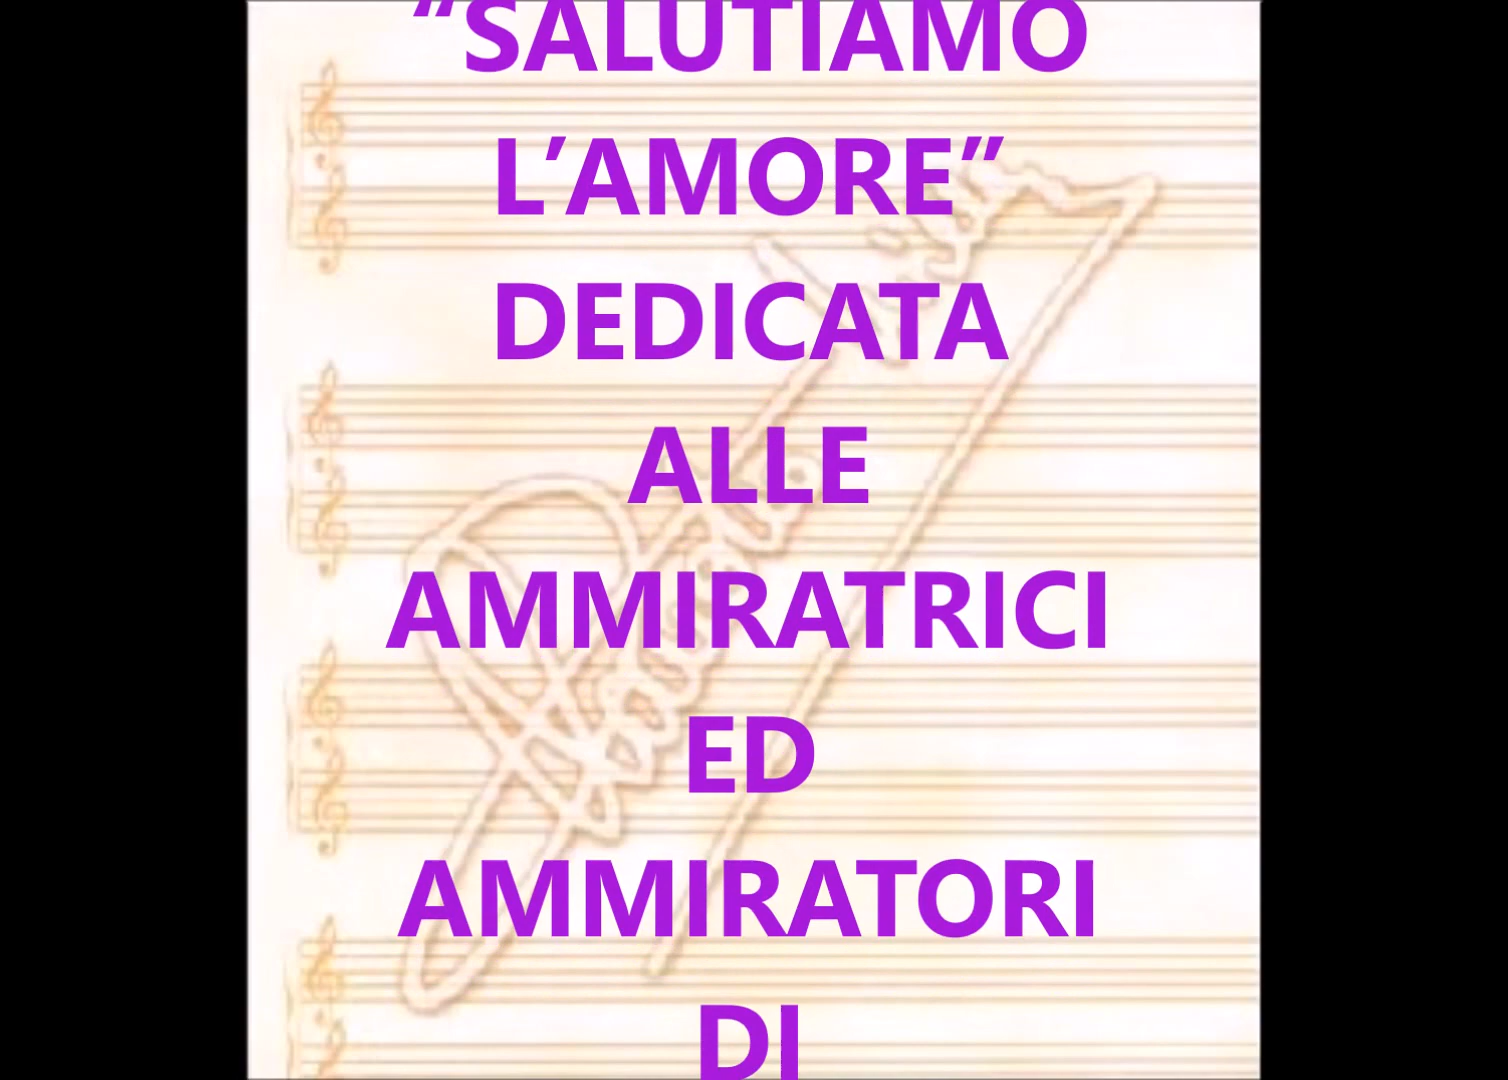 “SALUTIAMO
L’AMORE”
DEDICATA
ALLE
AMMIRATRICI
ED
AMMIRATORI
DI